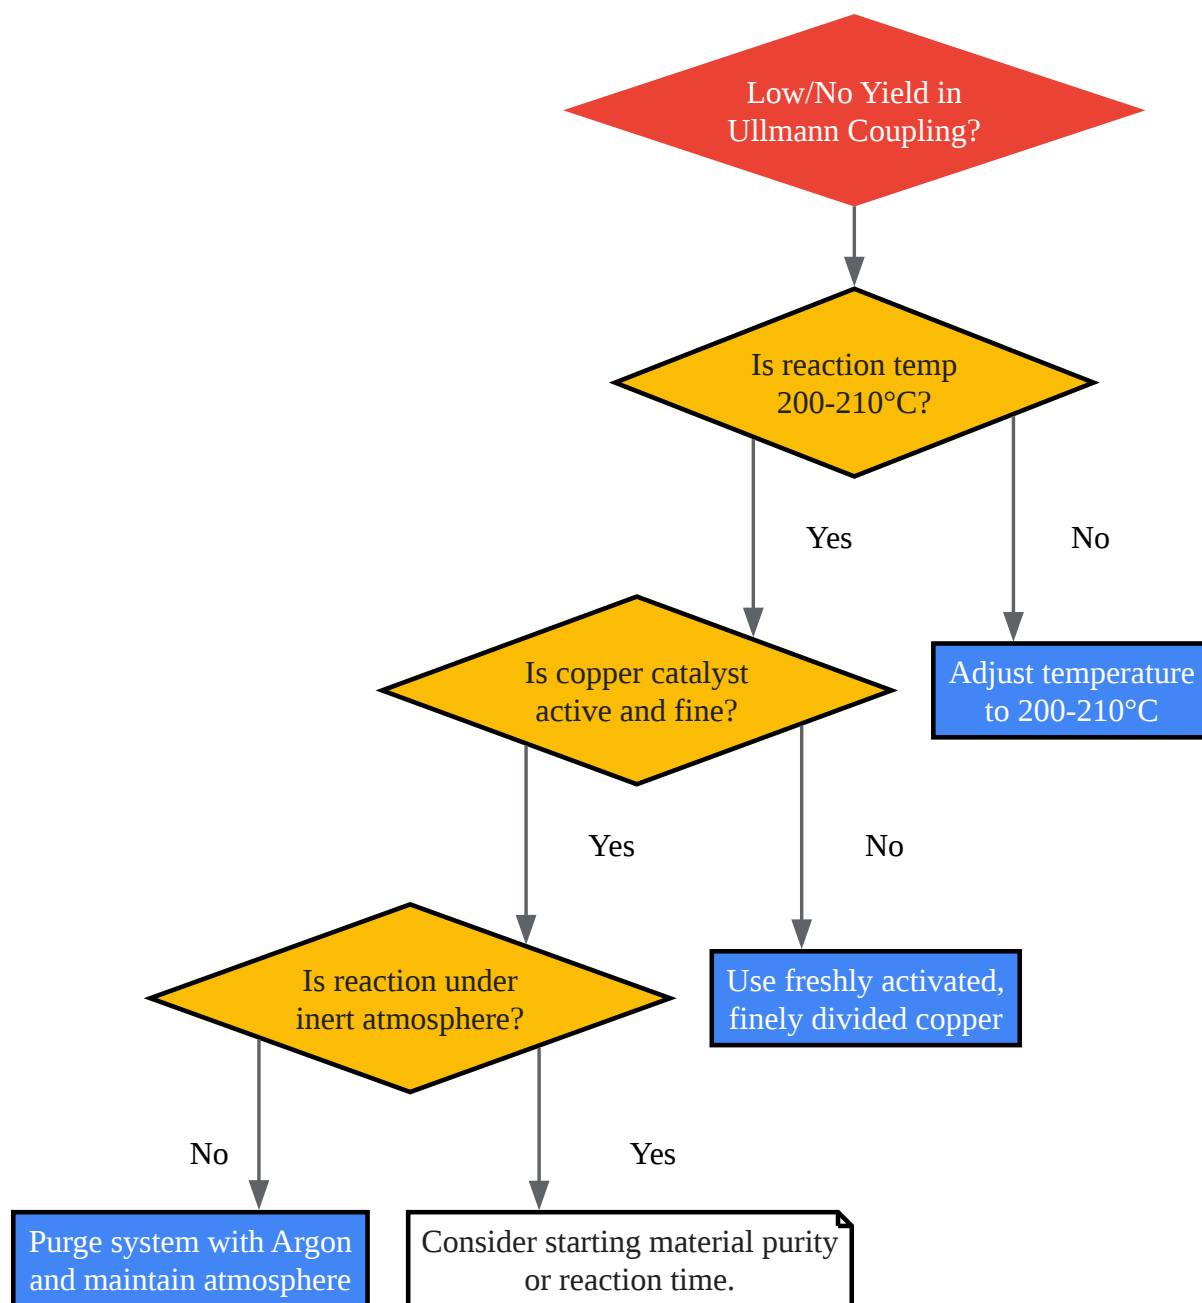 Low/No Yield in
Ullmann Coupling?
Is reaction temp
200-210°C?
Yes
No
Is copper catalyst
active and fine?
Adjust temperature
to 200-210°C
Yes
No
Is reaction under
inert atmosphere?
Use freshly activated,
finely divided copper
No
Yes
Purge system with Argon
and maintain atmosphere
Consider starting material purity
or reaction time.